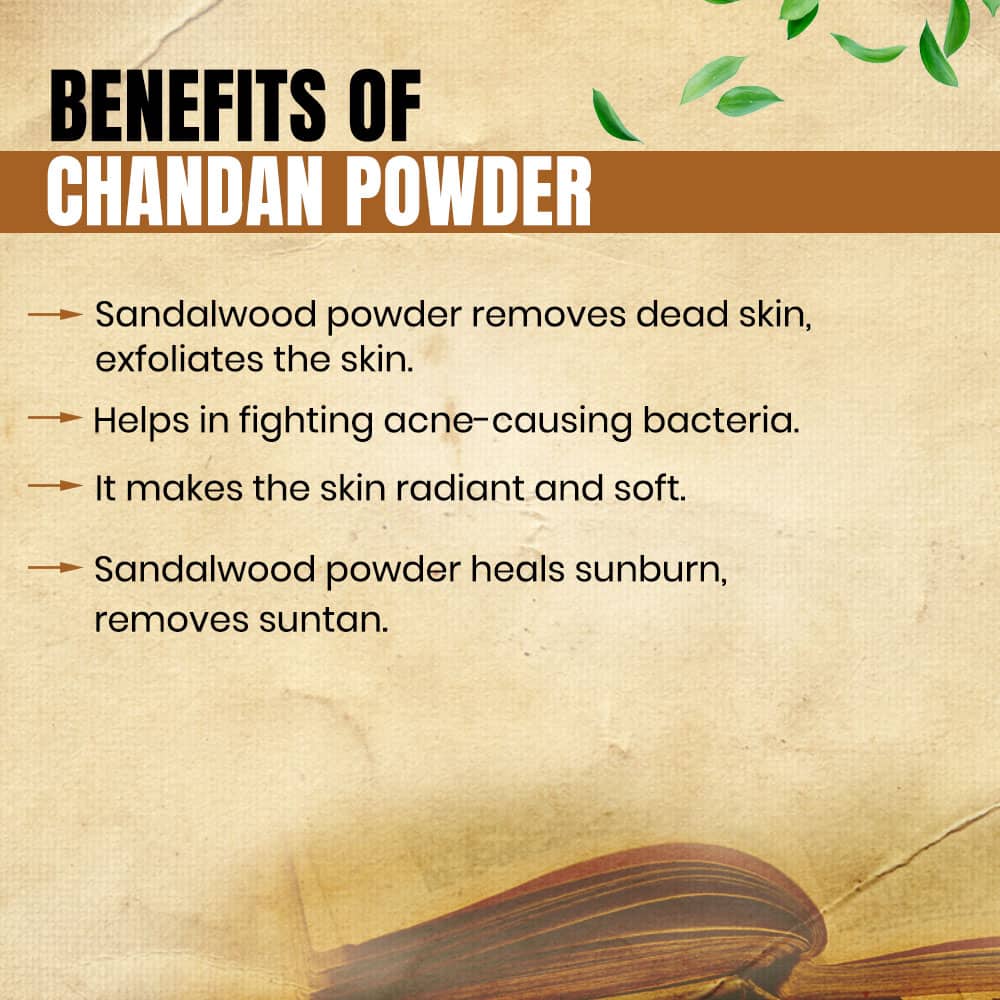 BENEFITS OF
CHANDAN POWDER
Sandalwood powder removes dead skin,
exfoliates the skin.
Helps in fighting acne-causing bacteria.
It makes the skin radiant and soft.
Sandalwood powder heals sunburn,
removes suntan.